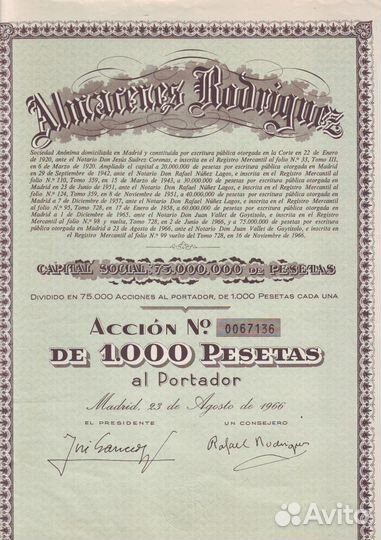 Almacenes Rodriguez
Sociedad Anónima domiciliada en Madrid y constituida por escritura pública otorgada en la Corte en 22 de Enero
de 1920, ante el Notario Don Jesús Suárez Coronas, e inscrita en el Registro Mercantil al folio N.º 33, Tomo III,
en 6 de Marzo de 1920. Ampliado el capital a 20.000.000 de pesetas por escritura pública otorgada en Madrid
en 29 de Septiembre de 1942, ante el Notario Don Rafael Núñez Lagos, e inscrita en el Registro Mercantil
al folio N.º 110, Tomo 359, en 15 de Marzo de 1943, a 30.000.000 de pesetas por escritura pública otorgada en
Madrid en 25 de Junio de 1951, ante el Notario Don Rafael Núñez Lagos, e inscrita en el Registro Mercantil al
folio N.º 124, Tomo 359, en 8 de Noviembre de 1951, a 45.000.000 de pesetas por escritura pública otorgada en
Madrid a 7 de Diciembre de 1957, ante el Notario Don Rafael Núñez Lagos, e inscrita en el Registro Mercantil
al folio N.º 95, Tomo 728, en 17 de Enero de 1958, a 60.000.000 de pesetas por escritura pública otorgada en
Madrid a 1 de Diciembre de 1965, ante el Notario Don Juan Vallet de Goytisolo, e inscrita en el Registro
Mercantil al folio N.º 98 vuelto, Tomo 728, en 2 de Junio de 1966, y a 75.000.000 de pesetas por escritura
pública otorgada en Madrid a 23 de Agosto de 1966, ante el Notario Don Juan Vallet de Goytisolo, e inscrita en
el Registro Mercantil al folio N.º 99 vuelto del Tomo 728, en 16 de Noviembre de 1966.
CAPITAL SOCIAL: 75.000.000 DE PESETAS
DIVIDIDO EN 75.000 ACCIONES AL PORTADOR, DE 1.000 PESETAS CADA UNA
ACCIÓN Nº 0067136
DE 1.000 PESETAS
al Portador
Madrid, 23 de Agosto de 1966
EL PRESIDENTE UN CONSEJERO
Rafael Rodriguez
Avito